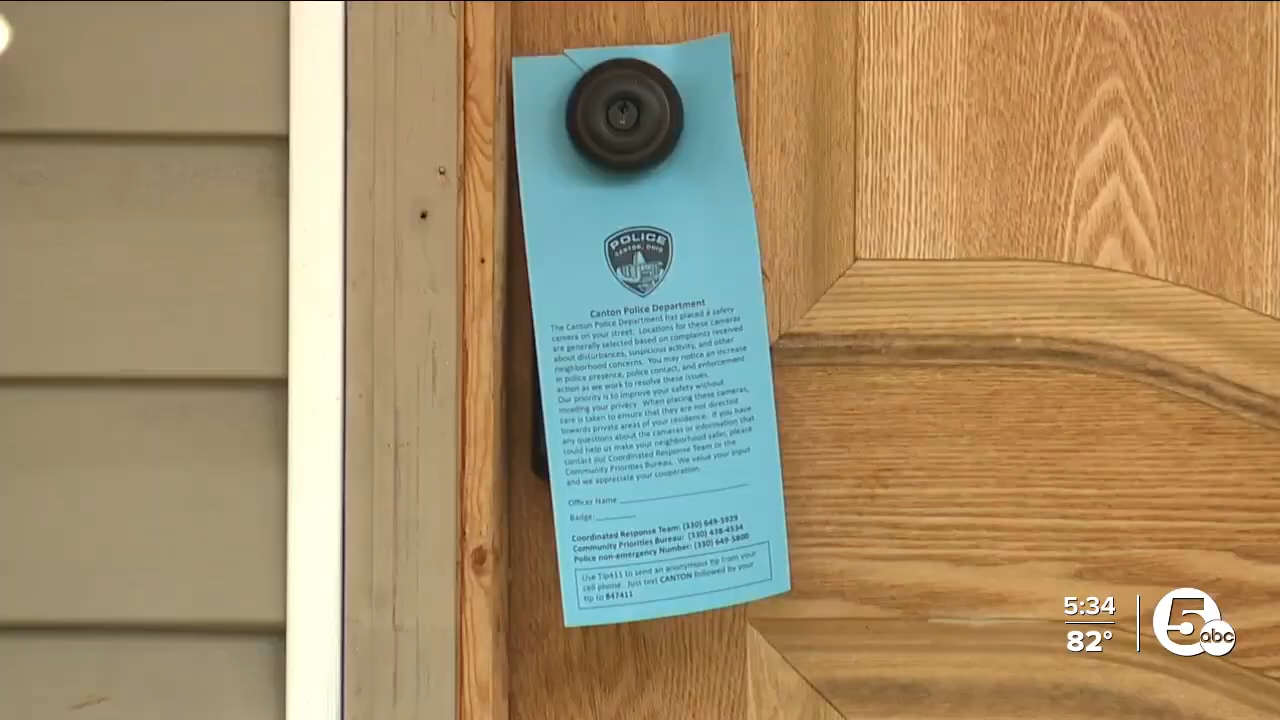 POLICE
CANTON, OHIO
Canton Police Department
The Canton Police Department has placed a safety
camera on your street. Locations for these cameras
are generally selected based on complaints received
about disturbances, suspicious activity, and other
neighborhood concerns. You may notice an increase
in police presence, police contact, and enforcement
action as we work to resolve these issues.
Our priority is to improve your safety without
invading your privacy. When placing these cameras,
care is taken to ensure that they are not directed
towards private areas of your residence. If you have
any questions about the cameras or information that
could help us make your neighborhood safer, please
contact our Coordinated Response Team or the
Community Priorities Bureau. We value your input
and we appreciate your cooperation.
Officer Name
Badge:
Coordinated Response Team: (330) 649-5929
Community Priorities Bureau: (330) 438-4534
Police non-emergency Number: (330) 649-5800
Use Tip411 to send an anonymous tip from your
cell phone. Just text CANTON followed by your
tip to 847411
5:34
82°
5 abc